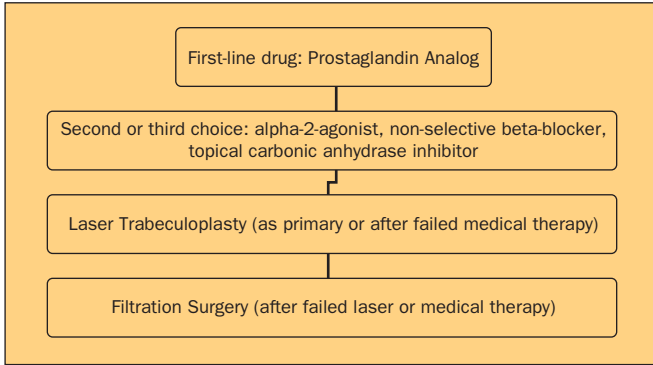 First-line drug: Prostaglandin Analog
Second or third choice: alpha-2-agonist, non-selective beta-blocker,
topical carbonic anhydrase inhibitor
Laser Trabeculoplasty (as primary or after failed medical therapy)
Filtration Surgery (after failed laser or medical therapy)